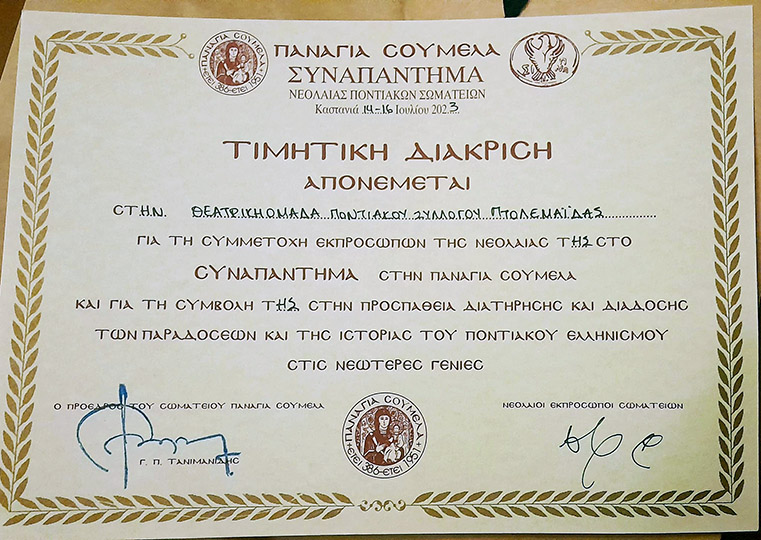 ΠΑΝΑΓΙΑ ΣΟΥΜΕΛΑ
ΣΥΝΑΠΑΝΤΗΜΑ
ΝΕΟΛΑΙΑΣ ΠΟΝΤΙΑΚΩΝ ΣΩΜΑΤΕΙΩΝ
Καστανιά 14-16 Ιουλίου 2023
ΤΙΜΗΤΙΚΗ ΔΙΑΚΡΙΣΗ
ΑΠΟΝΕΜΕΤΑΙ
ΣΤΗΝ ΘΕΑΤΡΙΚΗ ΟΜΑΔΑ ΠΟΝΤΙΑΚΟΥ ΣΥΛΛΟΓΟΥ ΠΤΟΛΕΜΑΪΔΑΣ
ΓΙΑ ΤΗ ΣΥΜΜΕΤΟΧΗ ΕΚΠΡΟΣΩΠΩΝ ΤΗΣ ΝΕΟΛΑΙΑΣ ΤΗΣ ΣΤΟ
ΣΥΝΑΠΑΝΤΗΜΑ ΣΤΗΝ ΠΑΝΑΓΙΑ ΣΟΥΜΕΛΑ
ΚΑΙ ΓΙΑ ΤΗ ΣΥΜΒΟΛΗ ΤΗΣ ΣΤΗΝ ΠΡΟΣΠΑΘΕΙΑ ΔΙΑΤΗΡΗΣΗΣ ΚΑΙ ΔΙΑΔΟΣΗΣ
ΤΩΝ ΠΑΡΑΔΟΣΕΩΝ ΚΑΙ ΤΗΣ ΙΣΤΟΡΙΑΣ ΤΟΥ ΠΟΝΤΙΑΚΟΥ ΕΛΛΗΝΙΣΜΟΥ
ΣΤΙΣ ΝΕΩΤΕΡΕΣ ΓΕΝΙΕΣ
Ο ΠΡΟΕΔΡΟΣ ΤΟΥ ΣΩΜΑΤΕΙΟΥ ΠΑΝΑΓΙΑ ΣΟΥΜΕΛΑ
ΝΕΟΛΑΙΟΙ ΕΚΠΡΟΣΩΠΟΙ ΣΩΜΑΤΕΙΩΝ
Γ. Π. ΤΑΝΙΜΑΝΙΔΗΣ
ΠΑΝΑΓΙΑ ΣΟΥΜΕΛΑ
386-ΕΤΕΙ 1951